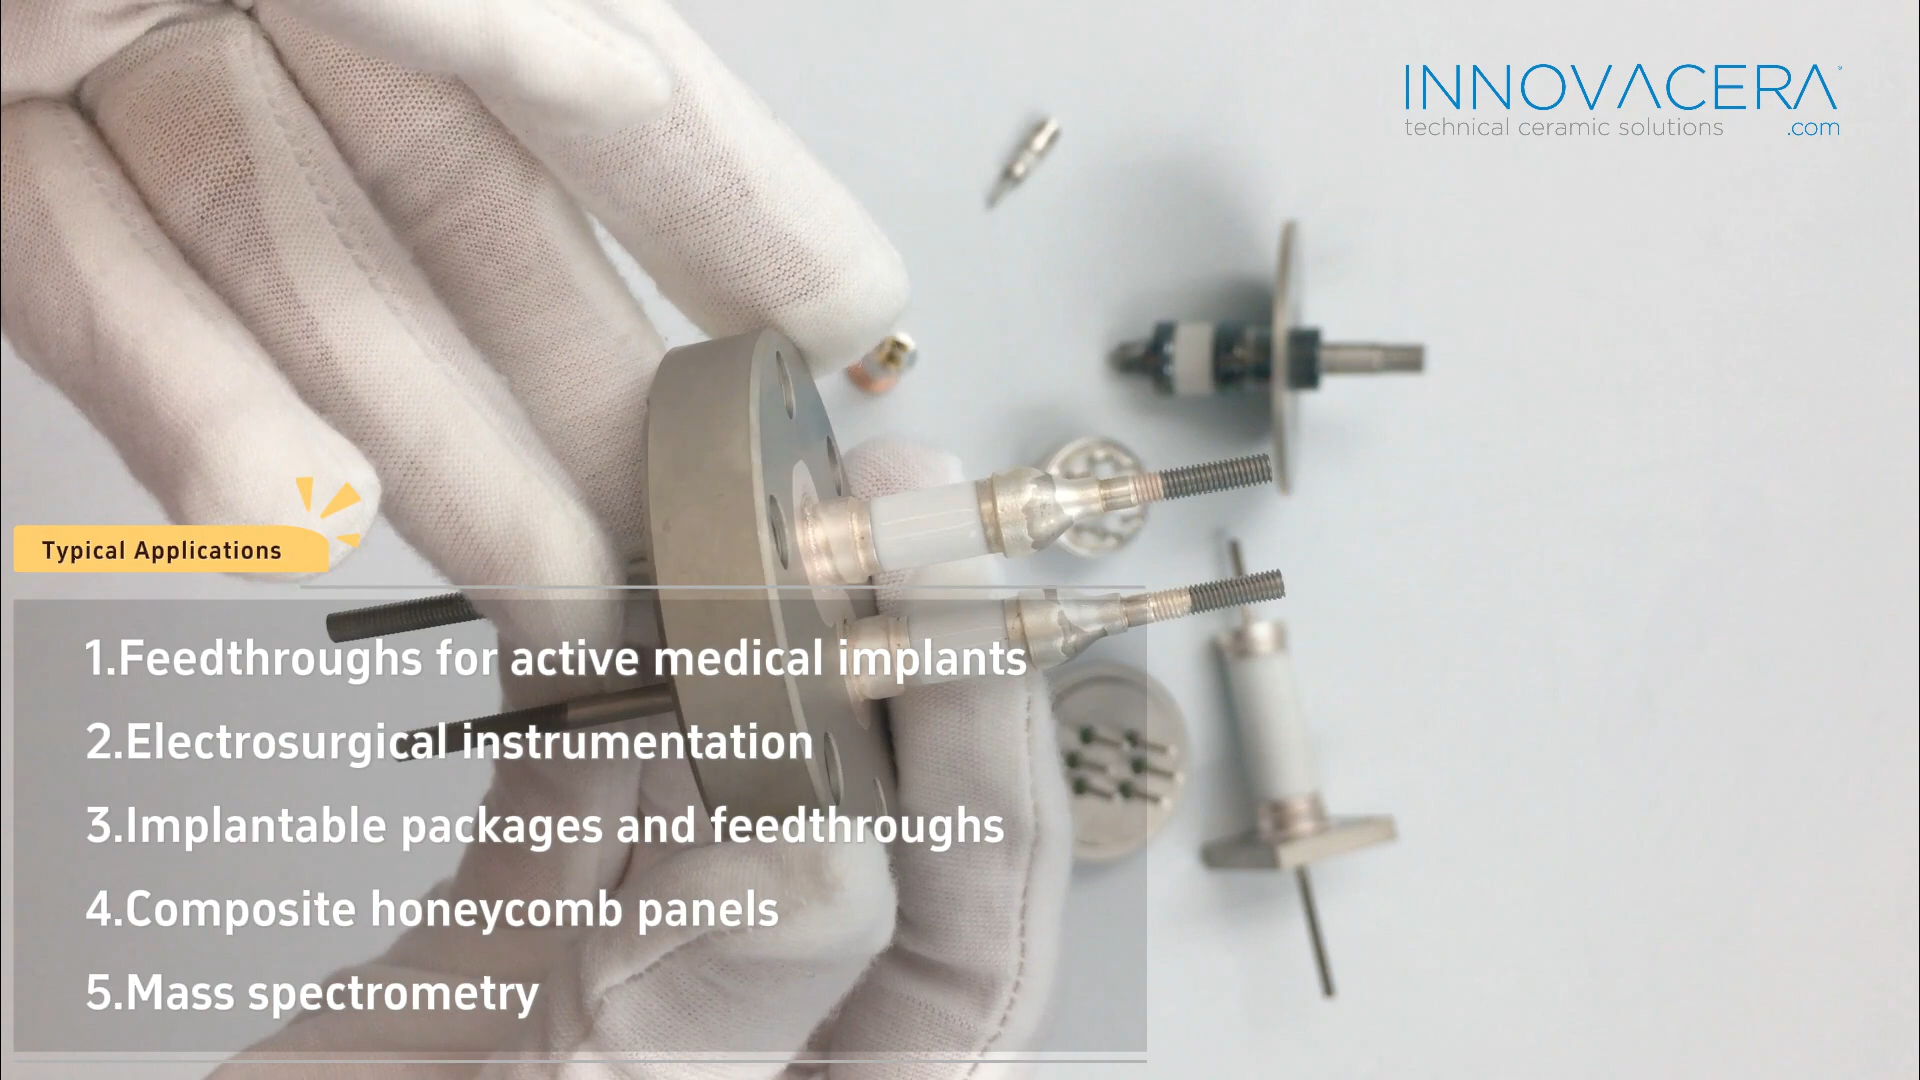 INNOVACERA
technical ceramic solutions .com
Typical Applications
1.Feedthroughs for active medical implants
2.Electrosurgical instrumentation
3.Implantable packages and feedthroughs
4.Composite honeycomb panels
5.Mass spectrometry